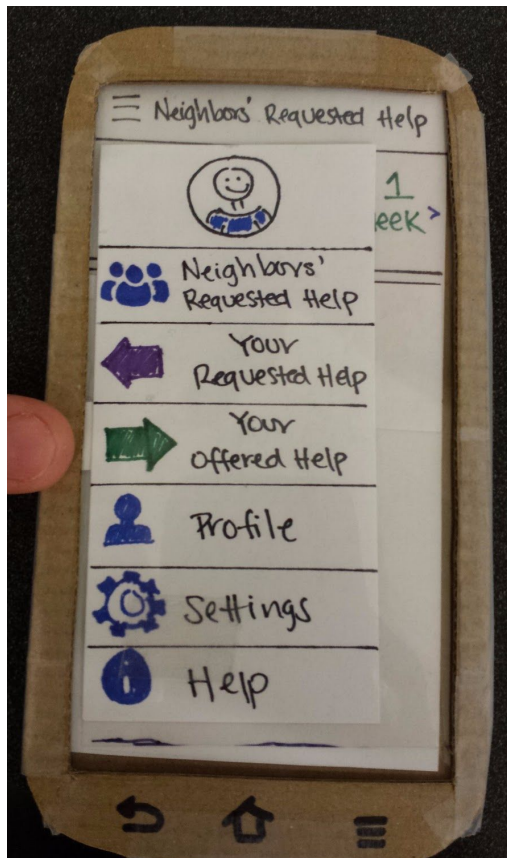 Neighbors' Requested Help
1
eek >
Neighbors'
Requested Help
Your
Requested Help
Your
Offered Help
Profile
Settings
i
Help